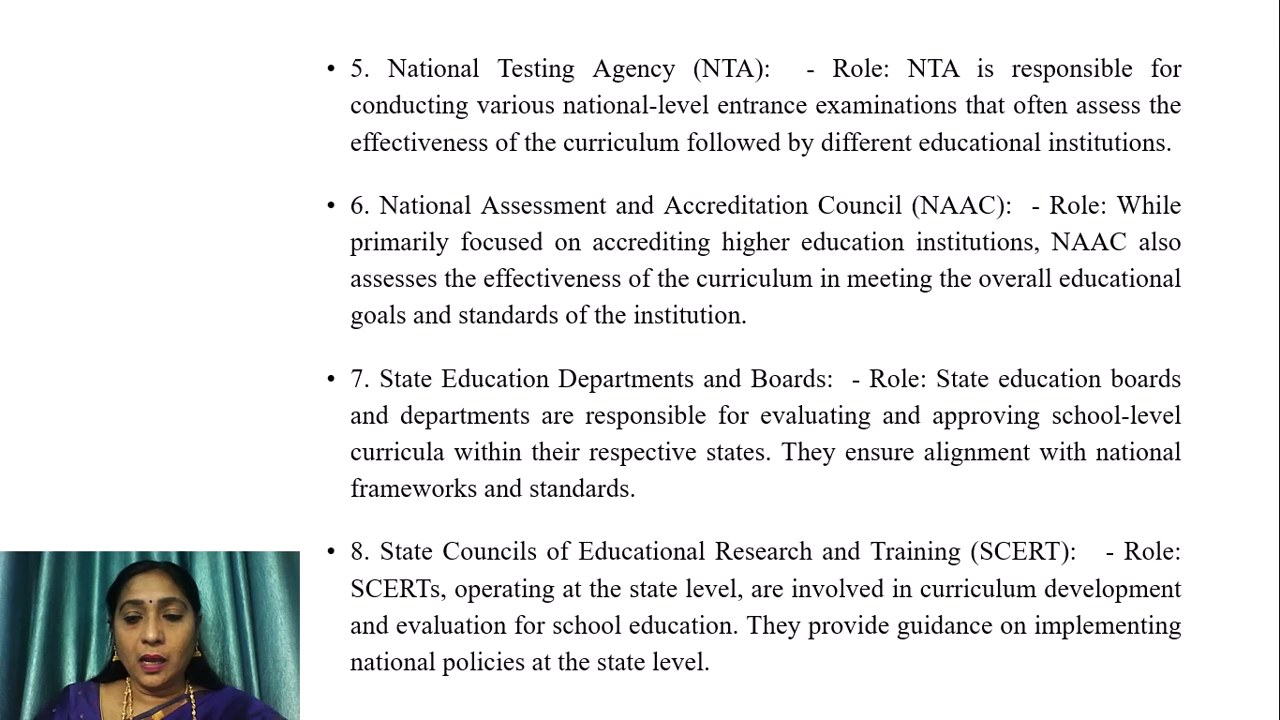 • 5. National Testing Agency (NTA): - Role: NTA is responsible for
conducting various national-level entrance examinations that often assess the
effectiveness of the curriculum followed by different educational institutions.
• 6. National Assessment and Accreditation Council (NAAC): - Role: While
primarily focused on accrediting higher education institutions, NAAC also
assesses the effectiveness of the curriculum in meeting the overall educational
goals and standards of the institution.
• 7. State Education Departments and Boards: - Role: State education boards
and departments are responsible for evaluating and approving school-level
curricula within their respective states. They ensure alignment with national
frameworks and standards.
• 8. State Councils of Educational Research and Training (SCERT): - Role:
SCERTs, operating at the state level, are involved in curriculum development
and evaluation for school education. They provide guidance on implementing
national policies at the state level.